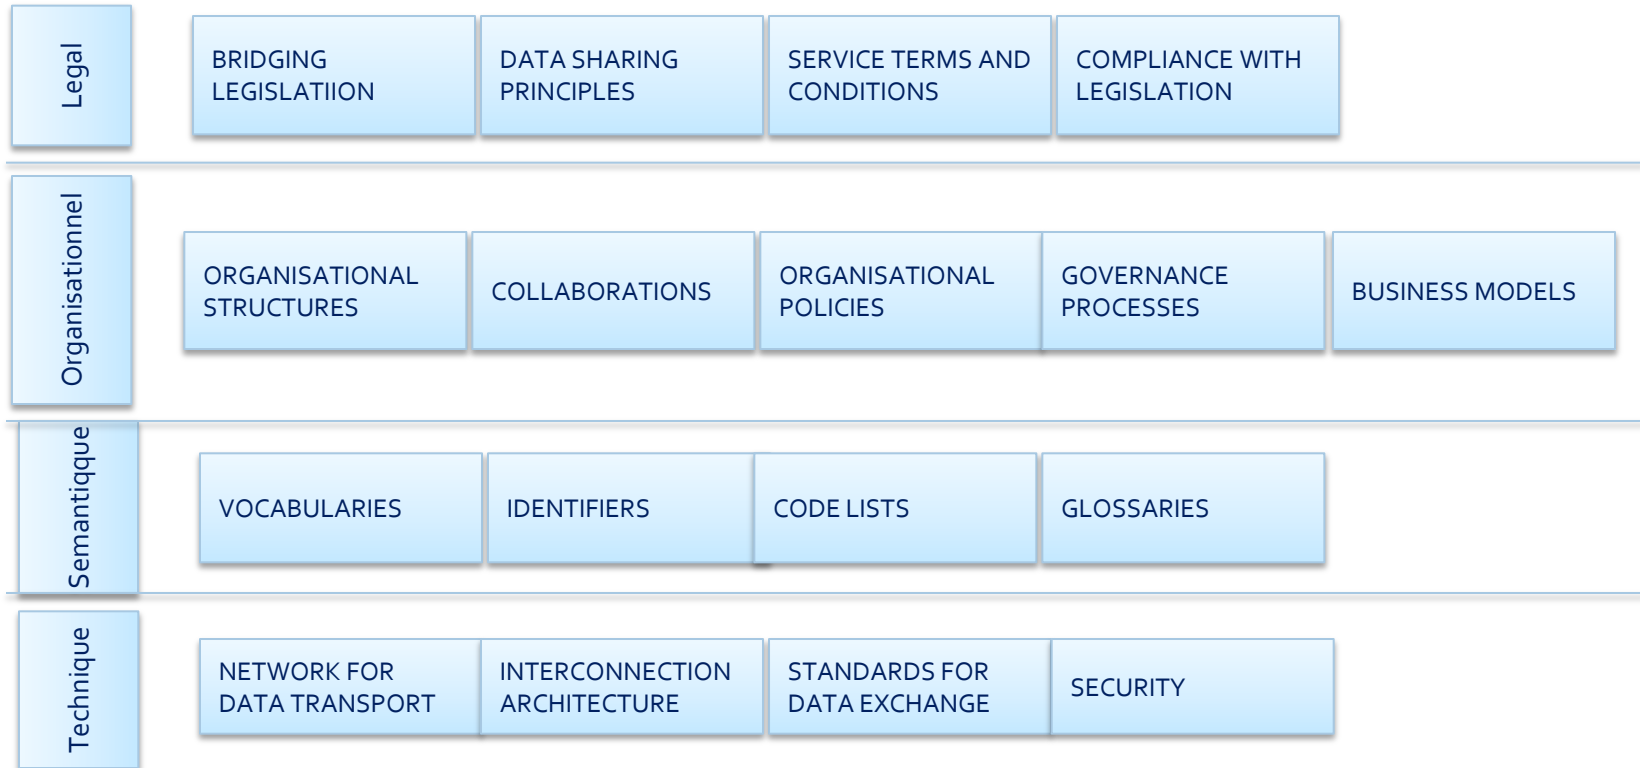 Legal
BRIDGING
LEGISLATIION
DATA SHARING
PRINCIPLES
SERVICE TERMS AND
CONDITIONS
COMPLIANCE WITH
LEGISLATION
Organisationnel
ORGANISATIONAL
STRUCTURES
COLLABORATIONS
ORGANISATIONAL
POLICIES
GOVERNANCE
PROCESSES
BUSINESS MODELS
Semantiqque
VOCABULARIES
IDENTIFIERS
CODE LISTS
GLOSSARIES
Technique
NETWORK FOR
DATA TRANSPORT
INTERCONNECTION
ARCHITECTURE
STANDARDS FOR
DATA EXCHANGE
SECURITY